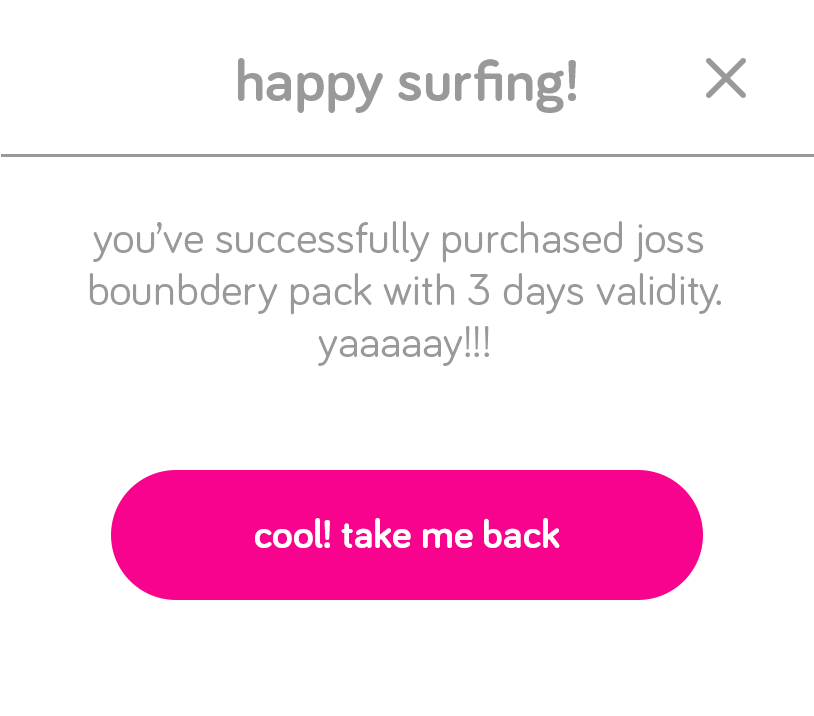 happy surfing!
you’ve successfully purchased joss
bounbdery pack with 3 days validity.
yaaaaay!!!
cool! take me back